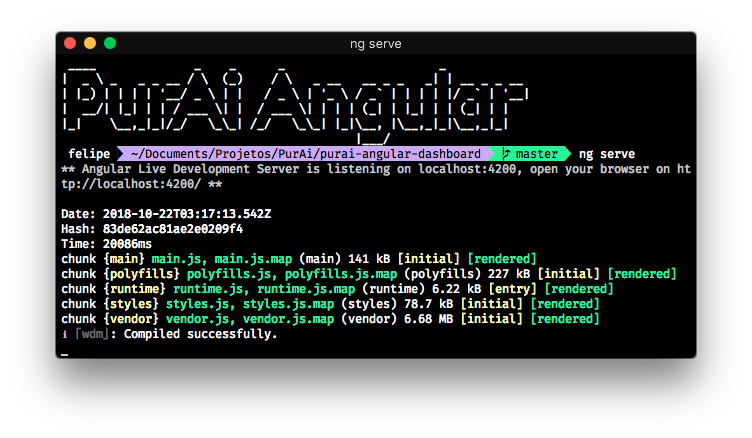 ng serve
PurAi Angular
felipe ~/Documents/Projetos/PurAi/purai-angular-dashboard master ng serve
** Angular Live Development Server is listening on localhost:4200, open your browser on ht
tp://localhost:4200/ **
Date: 2018-10-22T03:17:13.542Z
Hash: 83de62ac81ae2e0209f4
Time: 20086ms
chunk {main} main.js, main.js.map (main) 141 kB [initial] [rendered]
chunk {polyfills} polyfills.js, polyfills.js.map (polyfills) 227 kB [initial] [rendered]
chunk {runtime} runtime.js, runtime.js.map (runtime) 6.22 kB [entry] [rendered]
chunk {styles} styles.js, styles.js.map (styles) 78.7 kB [initial] [rendered]
chunk {vendor} vendor.js, vendor.js.map (vendor) 6.68 MB [initial] [rendered]
ℹ ｢wdm｣: Compiled successfully.